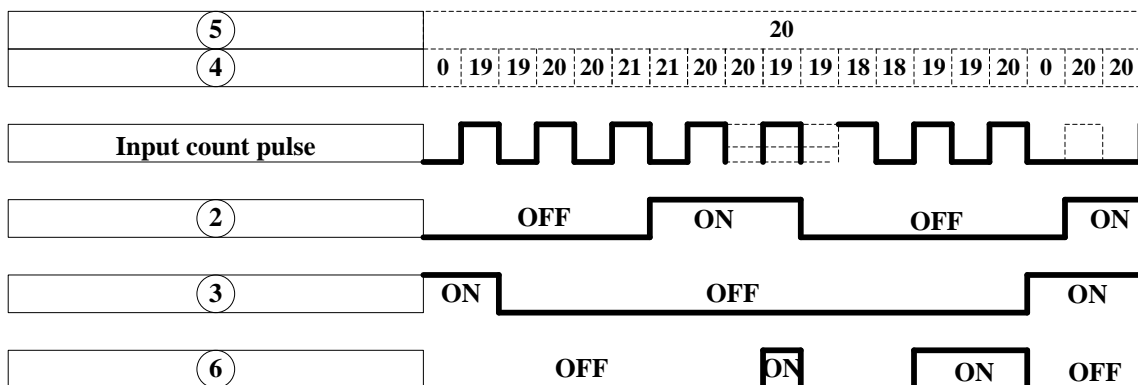 ⑤ 20
④ 0 19 19 20 20 21 21 20 20 19 19 18 18 19 19 20 0 20 20
Input count pulse
② OFF ON OFF ON
③ ON OFF ON
⑥ OFF ON ON OFF